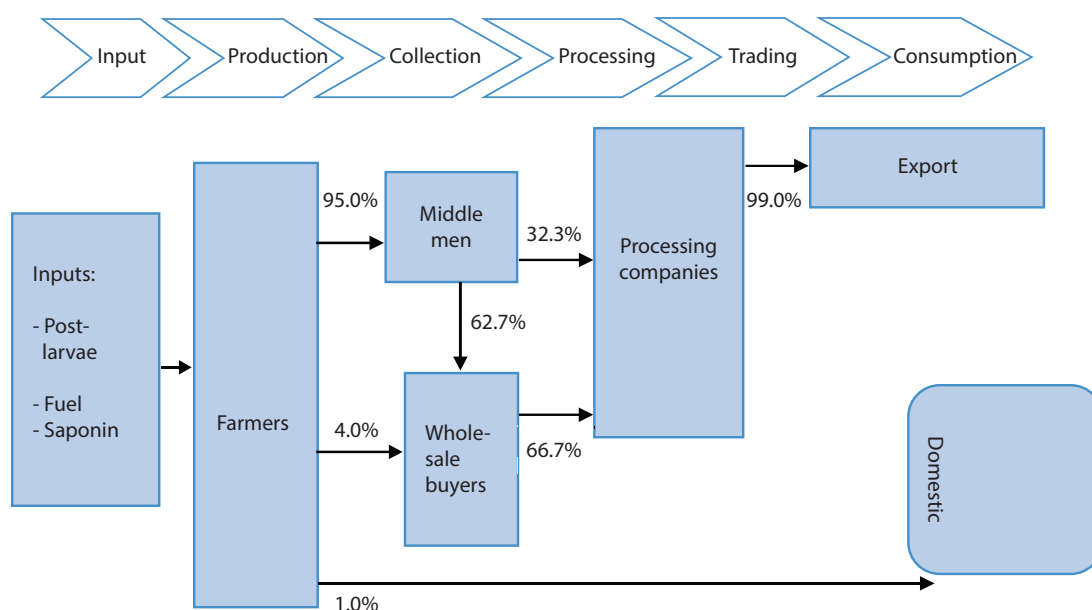 Input
Production
Collection
Processing
Trading
Consumption
Inputs:
- Post-
larvae
- Fuel
- Saponin
Farmers
95.0%
Middle
men
32.3%
62.7%
4.0%
Whole-
sale
buyers
66.7%
Processing
companies
99.0%
Export
Domestic
1.0%